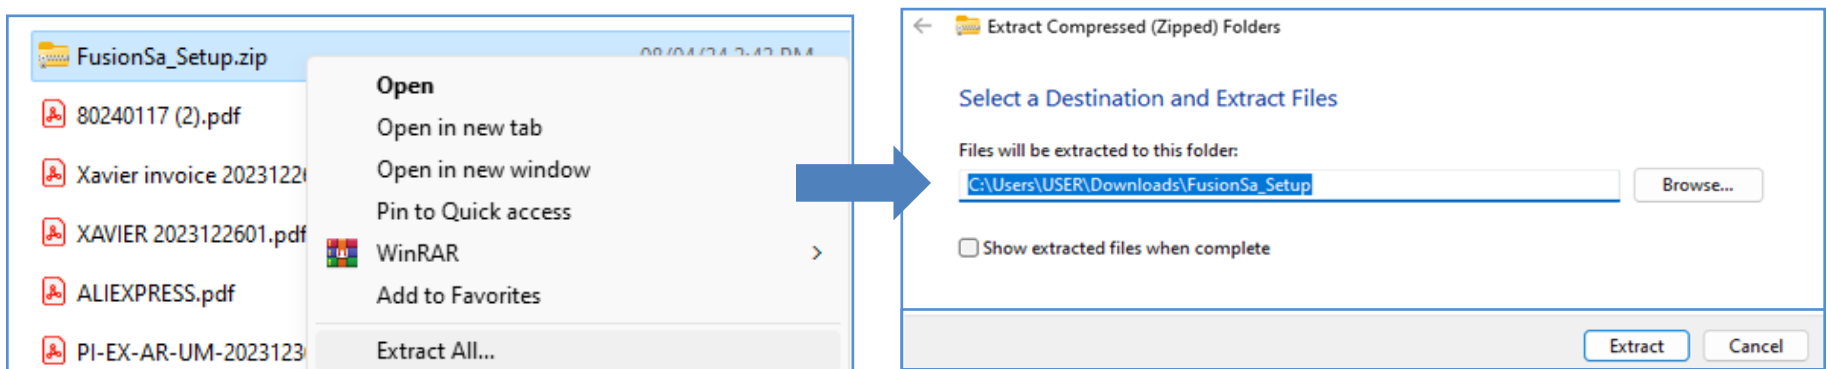 FusionSa_Setup.zip
Open
80240117 (2).pdf
Open in new tab
Xavier invoice
Open in new window
Pin to Quick access
XAVIER 2023122601.pdf
WinRAR
ALIEXPRESS.pdf
Add to Favorites
PI-EX-AR-UM-2023123
Extract All...
Extract Compressed (Zipped) Folders
Select a Destination and Extract Files
Files will be extracted to this folder:
C:\Users\USER\Downloads\FusionSa_Setup
Browse...
Show extracted files when complete
Extract Cancel